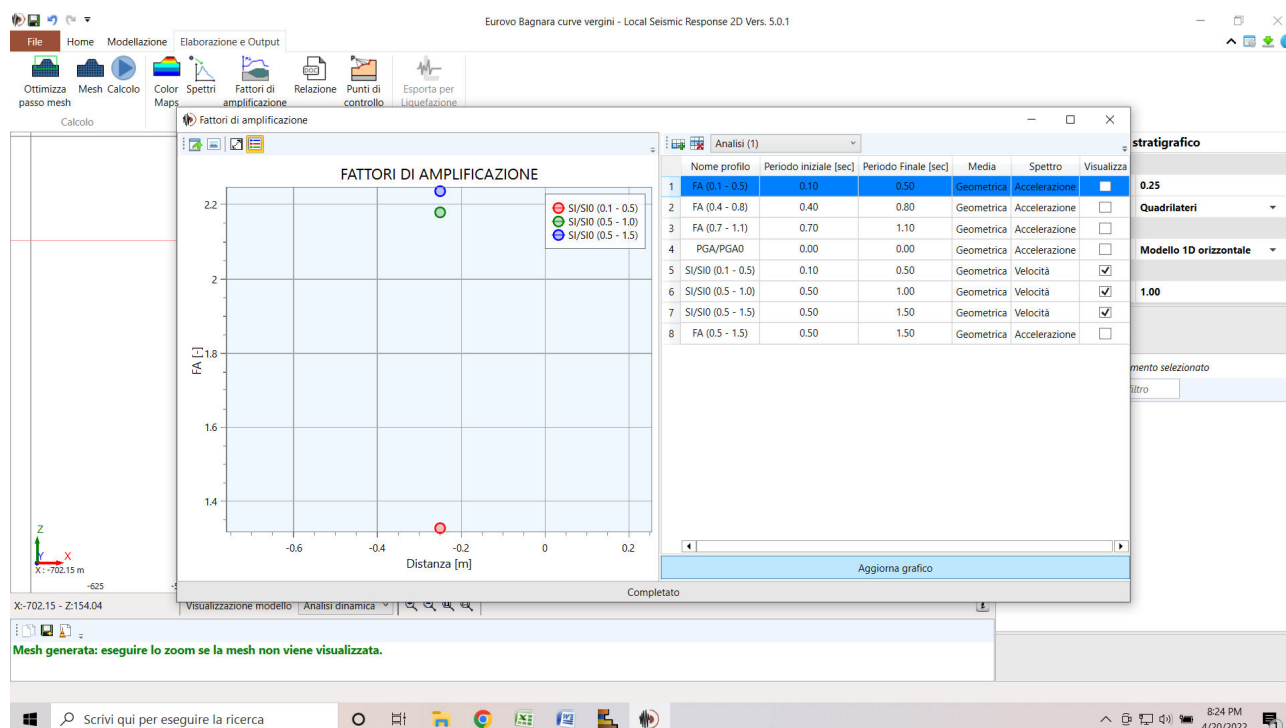 Eurovo Bagnara curve vergini - Local Seismic Response 2D Vers. 5.0.1
File Home Modellazione Elaborazione e Output
Ottimizza passo mesh
Mesh
Calcolo
Color Maps
Spettri
Fattori di amplificazione
DOC
Relazione
Punti di controllo
Esporta per Liquefazione
Calcolo
Fattori di amplificazione
FATTORI DI AMPLIFICAZIONE
SI/SI0 (0.1 - 0.5)
SI/SI0 (0.5 - 1.0)
SI/SI0 (0.5 - 1.5)
2.2
2
1.8
1.6
1.4
FA [-]
-0.6 -0.4 -0.2 0 0.2
Distanza [m]
Analisi (1)
Nome profilo Periodo iniziale [sec] Periodo Finale [sec] Media Spettro Visualizza
1 FA (0.1 - 0.5) 0.10 0.50 Geometrica Accelerazione
2 FA (0.4 - 0.8) 0.40 0.80 Geometrica Accelerazione
3 FA (0.7 - 1.1) 0.70 1.10 Geometrica Accelerazione
4 PGA/PGA0 0.00 0.00 Geometrica Accelerazione
5 SI/SI0 (0.1 - 0.5) 0.10 0.50 Geometrica Velocità
6 SI/SI0 (0.5 - 1.0) 0.50 1.00 Geometrica Velocità
7 SI/SI0 (0.5 - 1.5) 0.50 1.50 Geometrica Velocità
8 FA (0.5 - 1.5) 0.50 1.50 Geometrica Accelerazione
Aggiorna grafico
Completato
stratigrafico
0.25
Quadrilateri
Modello 1D orizzontale
1.00
mento selezionato
filtro
Z
Y X
X : -702.15 m
-625
X:-702.15 - Z:154.04
Visualizzazione modello Analisi dinamica
Mesh generata: eseguire lo zoom se la mesh non viene visualizzata.
Scrivi qui per eseguire la ricerca
8:24 PM
4/20/2022